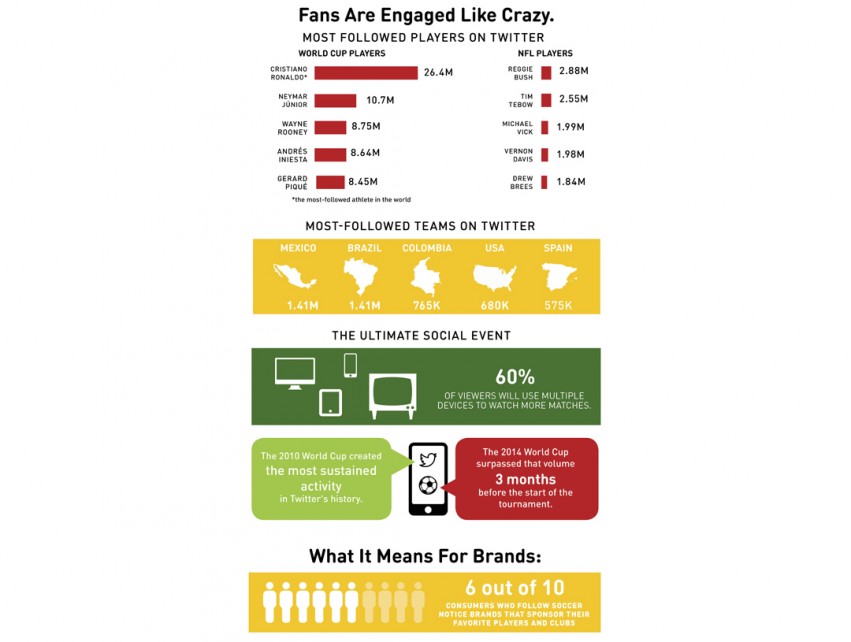 Fans Are Engaged Like Crazy.
MOST FOLLOWED PLAYERS ON TWITTER
WORLD CUP PLAYERS
CRISTIANO
RONALDO*
26.4M
NEYMAR
JÚNIOR
10.7M
WAYNE
ROONEY
8.75M
ANDRÉS
INIESTA
8.64M
GERARD
PIQUÉ
8.45M
*the most-followed athlete in the world
NFL PLAYERS
REGGIE
BUSH
2.88M
TIM
TEBOW
2.55M
MICHAEL
VICK
1.99M
VERNON
DAVIS
1.98M
DREW
BREES
1.84M
MOST-FOLLOWED TEAMS ON TWITTER
MEXICO BRAZIL COLOMBIA USA SPAIN
1.41M 1.41M 765K 680K 575K
THE ULTIMATE SOCIAL EVENT
60%
OF VIEWERS WILL USE MULTIPLE
DEVICES TO WATCH MORE MATCHES.
The 2010 World Cup created
the most sustained
activity
in Twitter's history.
The 2014 World Cup
surpassed that volume
3 months
before the start of the
tournament.
What It Means For Brands:
6 out of 10
CONSUMERS WHO FOLLOW SOCCER
NOTICE BRANDS THAT SPONSOR THEIR
FAVORITE PLAYERS AND CLUBS